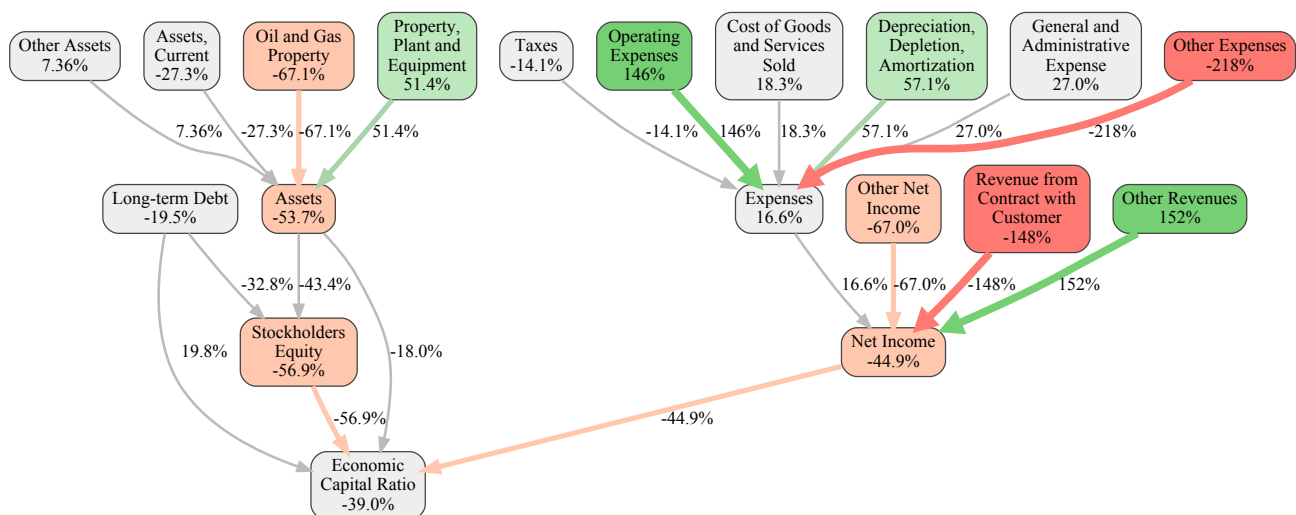 Other Assets
7.36%
Assets,
Current
-27.3%
Oil and Gas
Property
-67.1%
Property,
Plant and
Equipment
51.4%
Taxes
-14.1%
Operating
Expenses
146%
Cost of Goods
and Services
Sold
18.3%
Depreciation,
Depletion,
Amortization
57.1%
General and
Administrative
Expense
27.0%
Other Expenses
-218%
7.36%
-27.3%
-67.1%
51.4%
-14.1%
146%
18.3%
57.1%
27.0%
-218%
Long-term Debt
-19.5%
Assets
-53.7%
Expenses
16.6%
Other Net
Income
-67.0%
Revenue from
Contract with
Customer
-148%
Other Revenues
152%
-32.8%
-43.4%
16.6%
-67.0%
-148%
152%
Stockholders
Equity
-56.9%
Net Income
-44.9%
19.8%
-18.0%
-56.9%
-44.9%
Economic
Capital Ratio
-39.0%